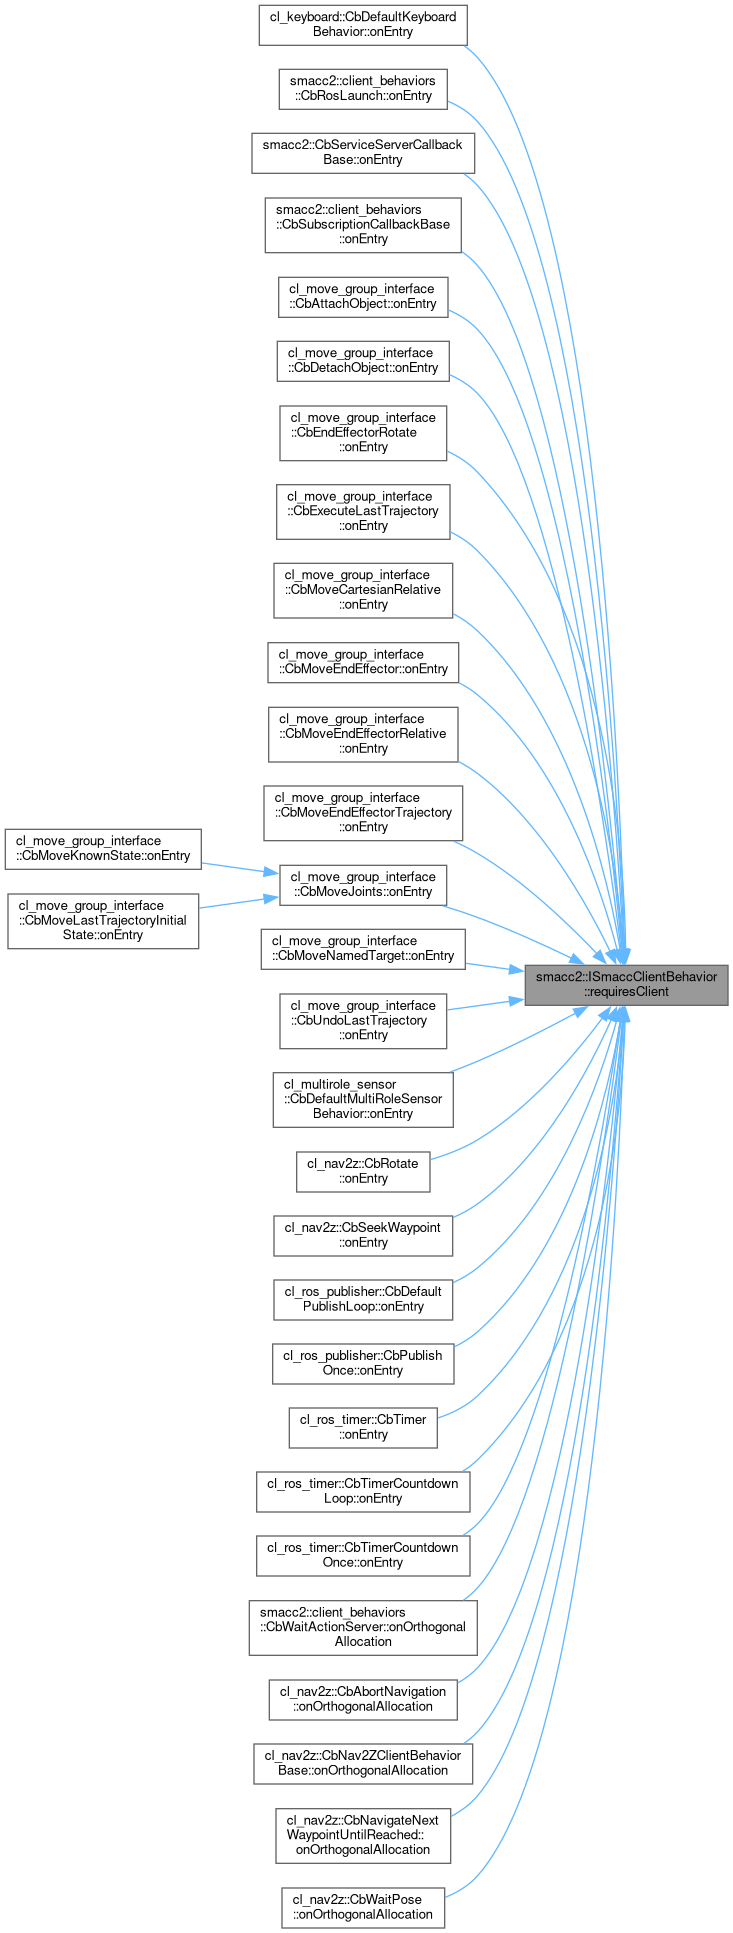 cl_keyboard::CbDefaultKeyboard
Behavior::onEntry
smacc2::client_behaviors
::CbRosLaunch::onEntry
smacc2::CbServiceServerCallback
Base::onEntry
smacc2::client_behaviors
::CbSubscriptionCallbackBase
::onEntry
cl_move_group_interface
::CbAttachObject::onEntry
cl_move_group_interface
::CbDetachObject::onEntry
cl_move_group_interface
::CbEndEffectorRotate
::onEntry
cl_move_group_interface
::CbExecuteLastTrajectory
::onEntry
cl_move_group_interface
::CbMoveCartesianRelative
::onEntry
cl_move_group_interface
::CbMoveEndEffector::onEntry
cl_move_group_interface
::CbMoveEndEffectorRelative
::onEntry
cl_move_group_interface
::CbMoveEndEffectorTrajectory
::onEntry
cl_move_group_interface
::CbMoveKnownState::onEntry
cl_move_group_interface
::CbMoveJoints::onEntry
cl_move_group_interface
::CbMoveLastTrajectoryInitial
State::onEntry
cl_move_group_interface
::CbMoveNamedTarget::onEntry
smacc2::ISmaccClientBehavior
::requiresClient
cl_move_group_interface
::CbUndoLastTrajectory
::onEntry
cl_multirole_sensor
::CbDefaultMultiRoleSensor
Behavior::onEntry
cl_nav2z::CbRotate
::onEntry
cl_nav2z::CbSeekWaypoint
::onEntry
cl_ros_publisher::CbDefault
PublishLoop::onEntry
cl_ros_publisher::CbPublish
Once::onEntry
cl_ros_timer::CbTimer
::onEntry
cl_ros_timer::CbTimerCountdown
Loop::onEntry
cl_ros_timer::CbTimerCountdown
Once::onEntry
smacc2::client_behaviors
::CbWaitActionServer::onOrthogonal
Allocation
cl_nav2z::CbAbortNavigation
::onOrthogonalAllocation
cl_nav2z::CbNav2ZClientBehavior
Base::onOrthogonalAllocation
cl_nav2z::CbNavigateNext
WaypointUntilReached::
onOrthogonalAllocation
cl_nav2z::CbWaitPose
::onOrthogonalAllocation